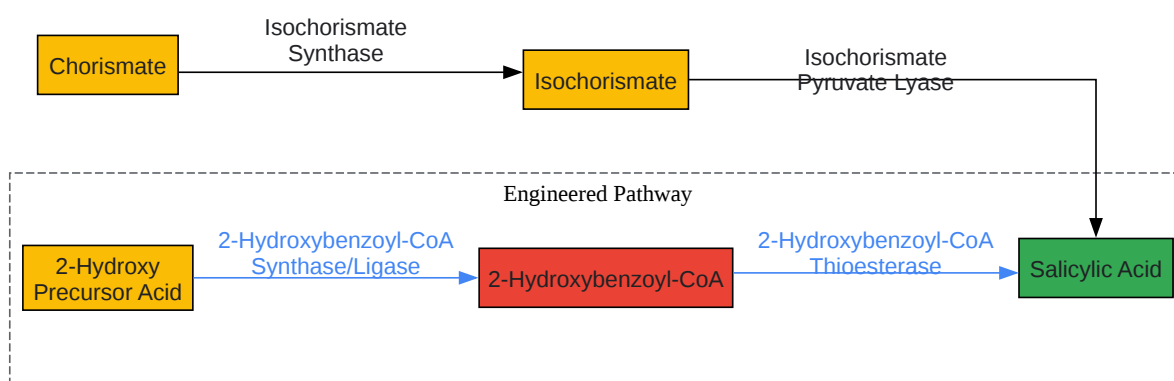 Isochorismate
Synthase
Chorismate
Isochorismate
Isochorismate
Pyruvate Lyase
Engineered Pathway
2-Hydroxybenzoyl-CoA
Synthase/Ligase
2-Hydroxybenzoyl-CoA
Thioesterase
2-Hydroxy
Precursor Acid
2-Hydroxybenzoyl-CoA
Salicylic Acid